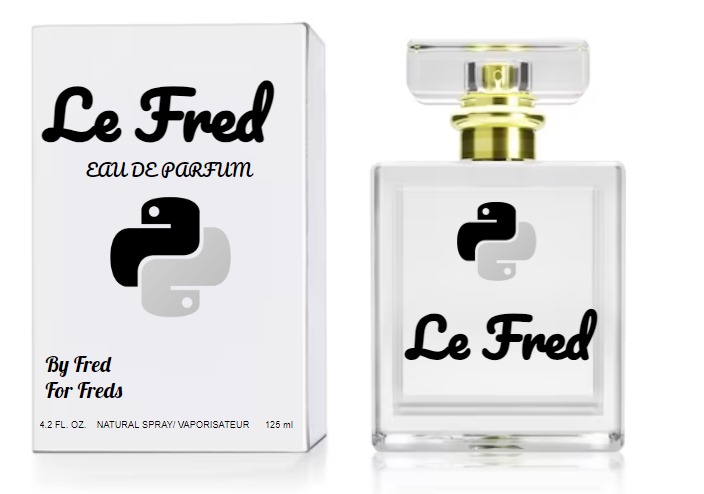 Le Fred
EAU DE PARFUM
By Fred
For Freds
4.2 FL. OZ. NATURAL SPRAY/ VAPORISATEUR 125 ml
Le Fred